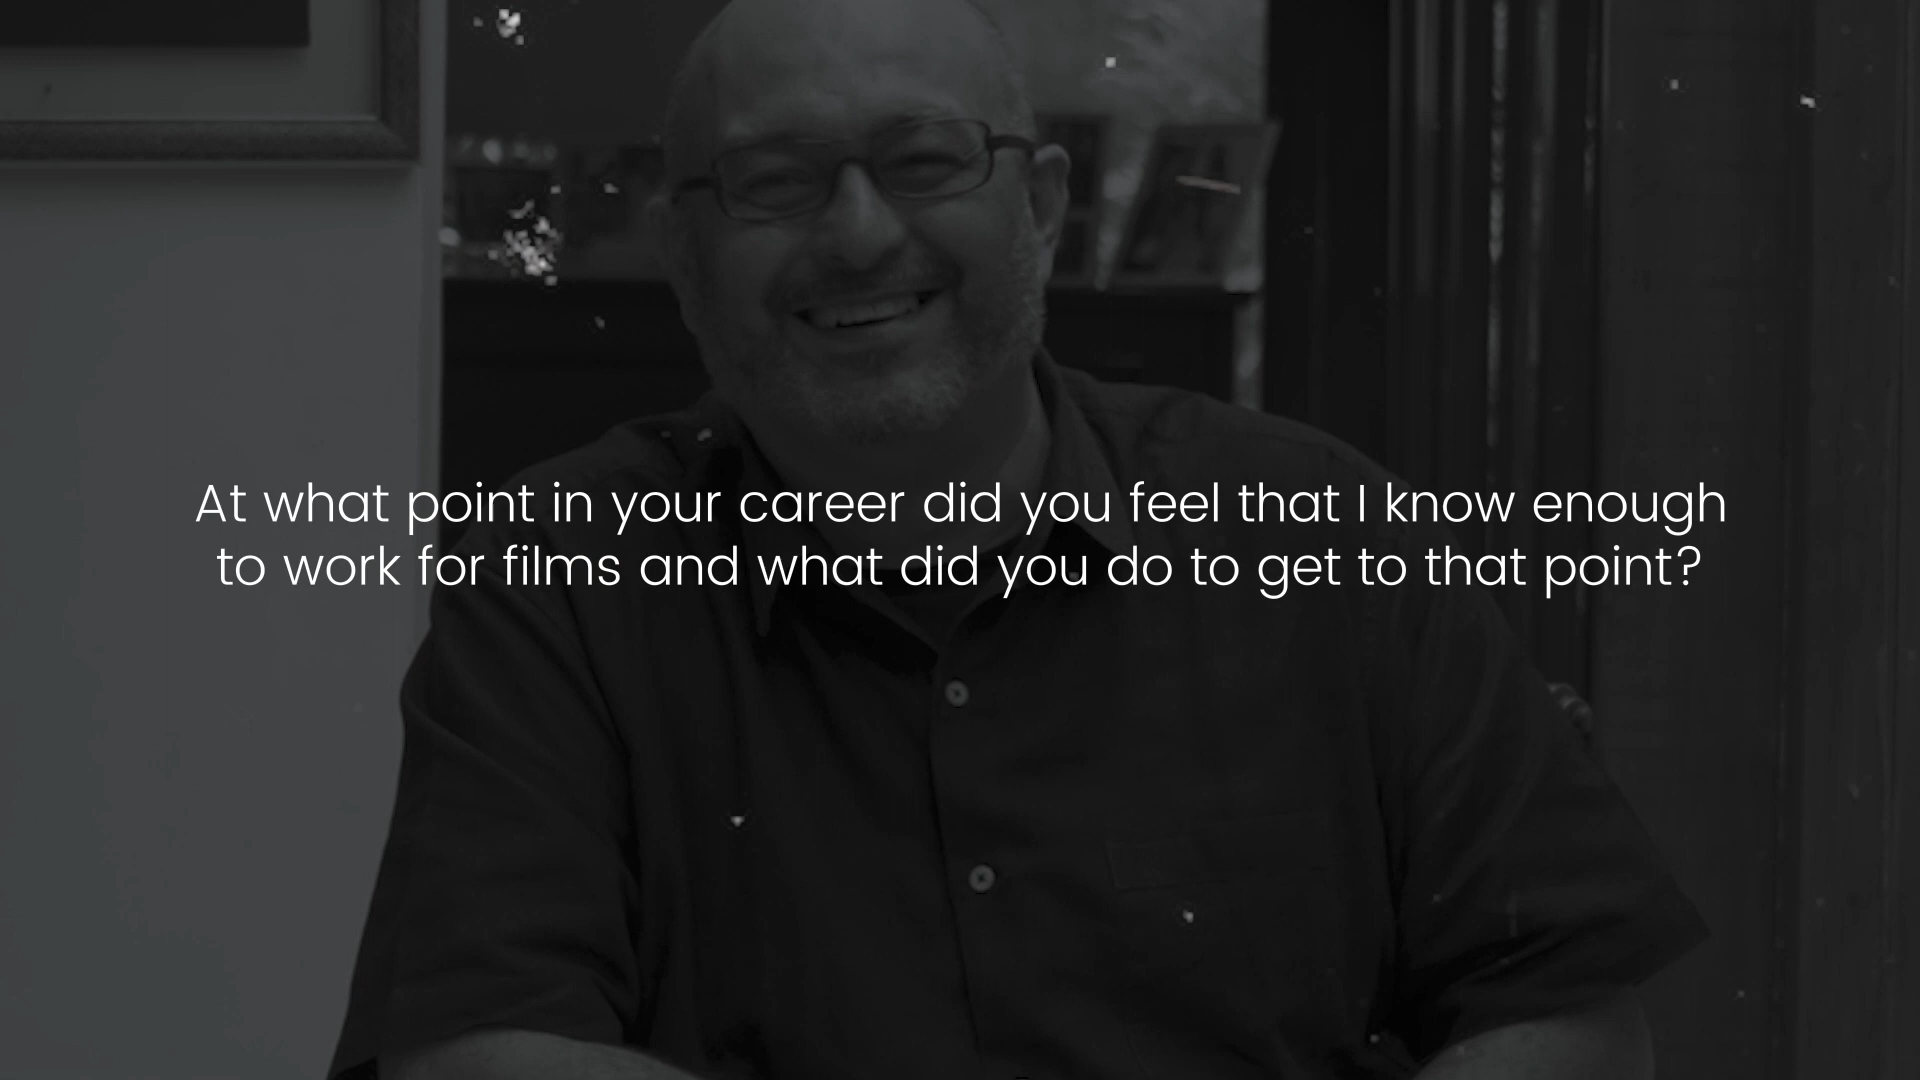 At what point in your career did you feel that I know enough
to work for films and what did you do to get to that point?